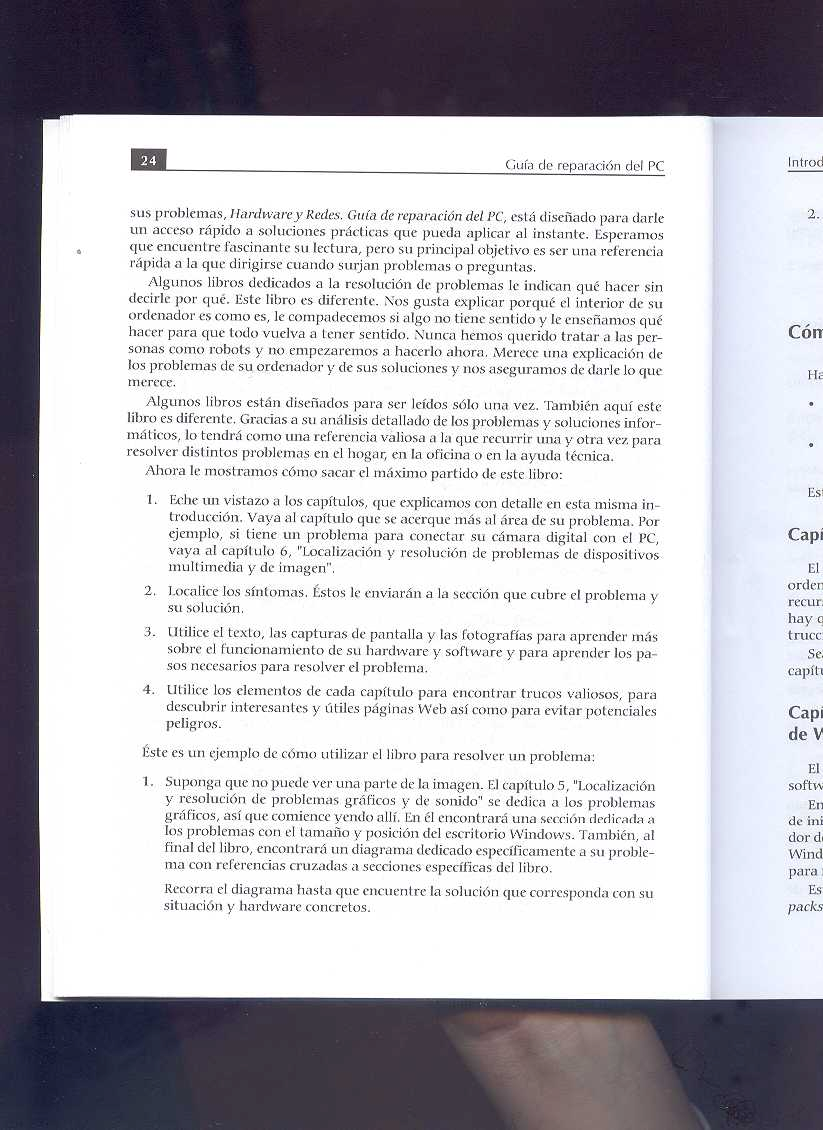 24
Guía de reparación del PC
sus problemas, Hardware y Redes. Guía de reparación del PC, está diseñado para darle
un acceso rápido a soluciones prácticas que pueda aplicar al instante. Esperamos
que encuentre fascinante su lectura, pero su principal objetivo es ser una referencia
rápida a la que dirigirse cuando surjan problemas o preguntas.
Algunos libros dedicados a la resolución de problemas le indican qué hacer sin
decirle por qué. Este libro es diferente. Nos gusta explicar porqué el interior de su
ordenador es como es, le compadecemos si algo no tiene sentido y le enseñamos qué
hacer para que todo vuelva a tener sentido. Nunca hemos querido tratar a las per-
sonas como robots y no empezaremos a hacerlo ahora. Merece una explicación de
los problemas de su ordenador y de sus soluciones y nos aseguramos de darle lo que
merece.
Algunos libros están diseñados para ser leídos sólo una vez. También aquí este
libro es diferente. Gracias a su análisis detallado de los problemas y soluciones infor-
máticos, lo tendrá como una referencia valiosa a la que recurrir una y otra vez para
resolver distintos problemas en el hogar, en la oficina o en la ayuda técnica.
Ahora le mostramos cómo sacar el máximo partido de este libro:
1. Eche un vistazo a los capítulos, que explicamos con detalle en esta misma in-
troducción. Vaya al capítulo que se acerque más al área de su problema. Por
ejemplo, si tiene un problema para conectar su cámara digital con el PC,
vaya al capítulo 6, "Localización y resolución de problemas de dispositivos
multimedia y de imagen".
2. Localice los síntomas. Éstos le enviarán a la sección que cubre el problema y
su solución.
3. Utilice el texto, las capturas de pantalla y las fotografías para aprender más
sobre el funcionamiento de su hardware y software y para aprender los pa-
sos necesarios para resolver el problema.
4. Utilice los elementos de cada capítulo para encontrar trucos valiosos, para
descubrir interesantes y útiles páginas Web así como para evitar potenciales
peligros.
Éste es un ejemplo de cómo utilizar el libro para resolver un problema:
1. Suponga que no puede ver una parte de la imagen. El capítulo 5, "Localización
y resolución de problemas gráficos y de sonido" se dedica a los problemas
gráficos, así que comience yendo allí. En él encontrará una sección dedicada a
los problemas con el tamaño y posición del escritorio Windows. También, al
final del libro, encontrará un diagrama dedicado específicamente a su proble-
ma con referencias cruzadas a secciones específicas del libro.
Recorra el diagrama hasta que encuentre la solución que corresponda con su
situación y hardware concretos.
Introd
2.
Cóm
Ha
•
•
Est
Capí
El
orden
recur
hay q
trucc
Se
capítu
Capí
de W
El
softw
En
de ini
dor d
Wind
para
Es
packs